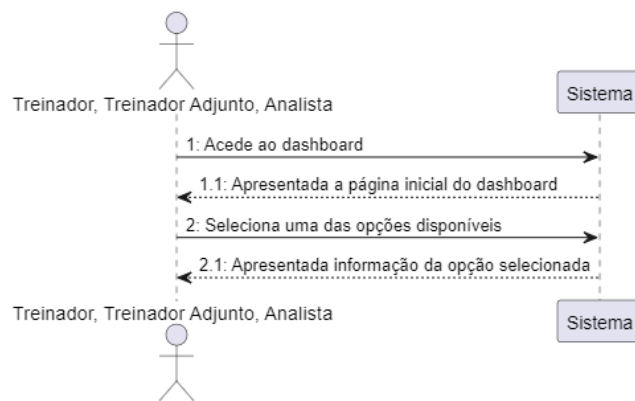 Treinador, Treinador Adjunto, Analista
Sistema
1: Acede ao dashboard
1.1: Apresentada a página inicial do dashboard
2: Seleciona uma das opções disponíveis
2.1: Apresentada informação da opção selecionada
Treinador, Treinador Adjunto, Analista
Sistema